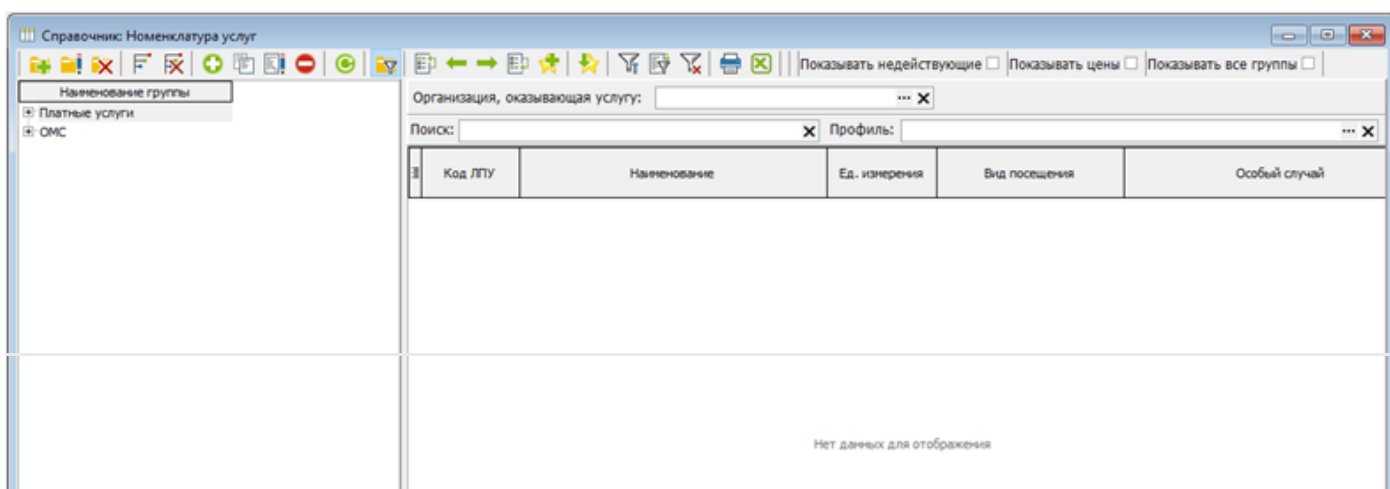 Справочник: Номенклатура услуг
Показывать недействующие Показывать цены Показывать все группы
Наименование группы
Платные услуги
ОМС
Организация, оказывающая услугу:
Поиск: Профиль:
Код ЛПУ Наименование Ед. измерения Вид посещения Особый случай
Нет данных для отображения